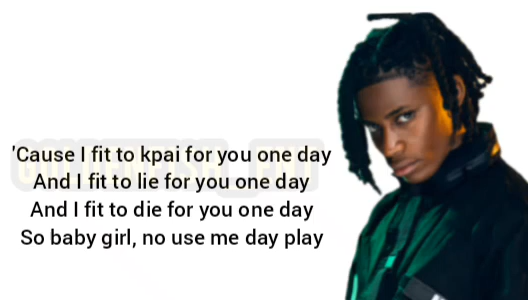 'Cause I fit to kpai for you one day
And I fit to lie for you one day
And I fit to die for you one day
So baby girl, no use me day play